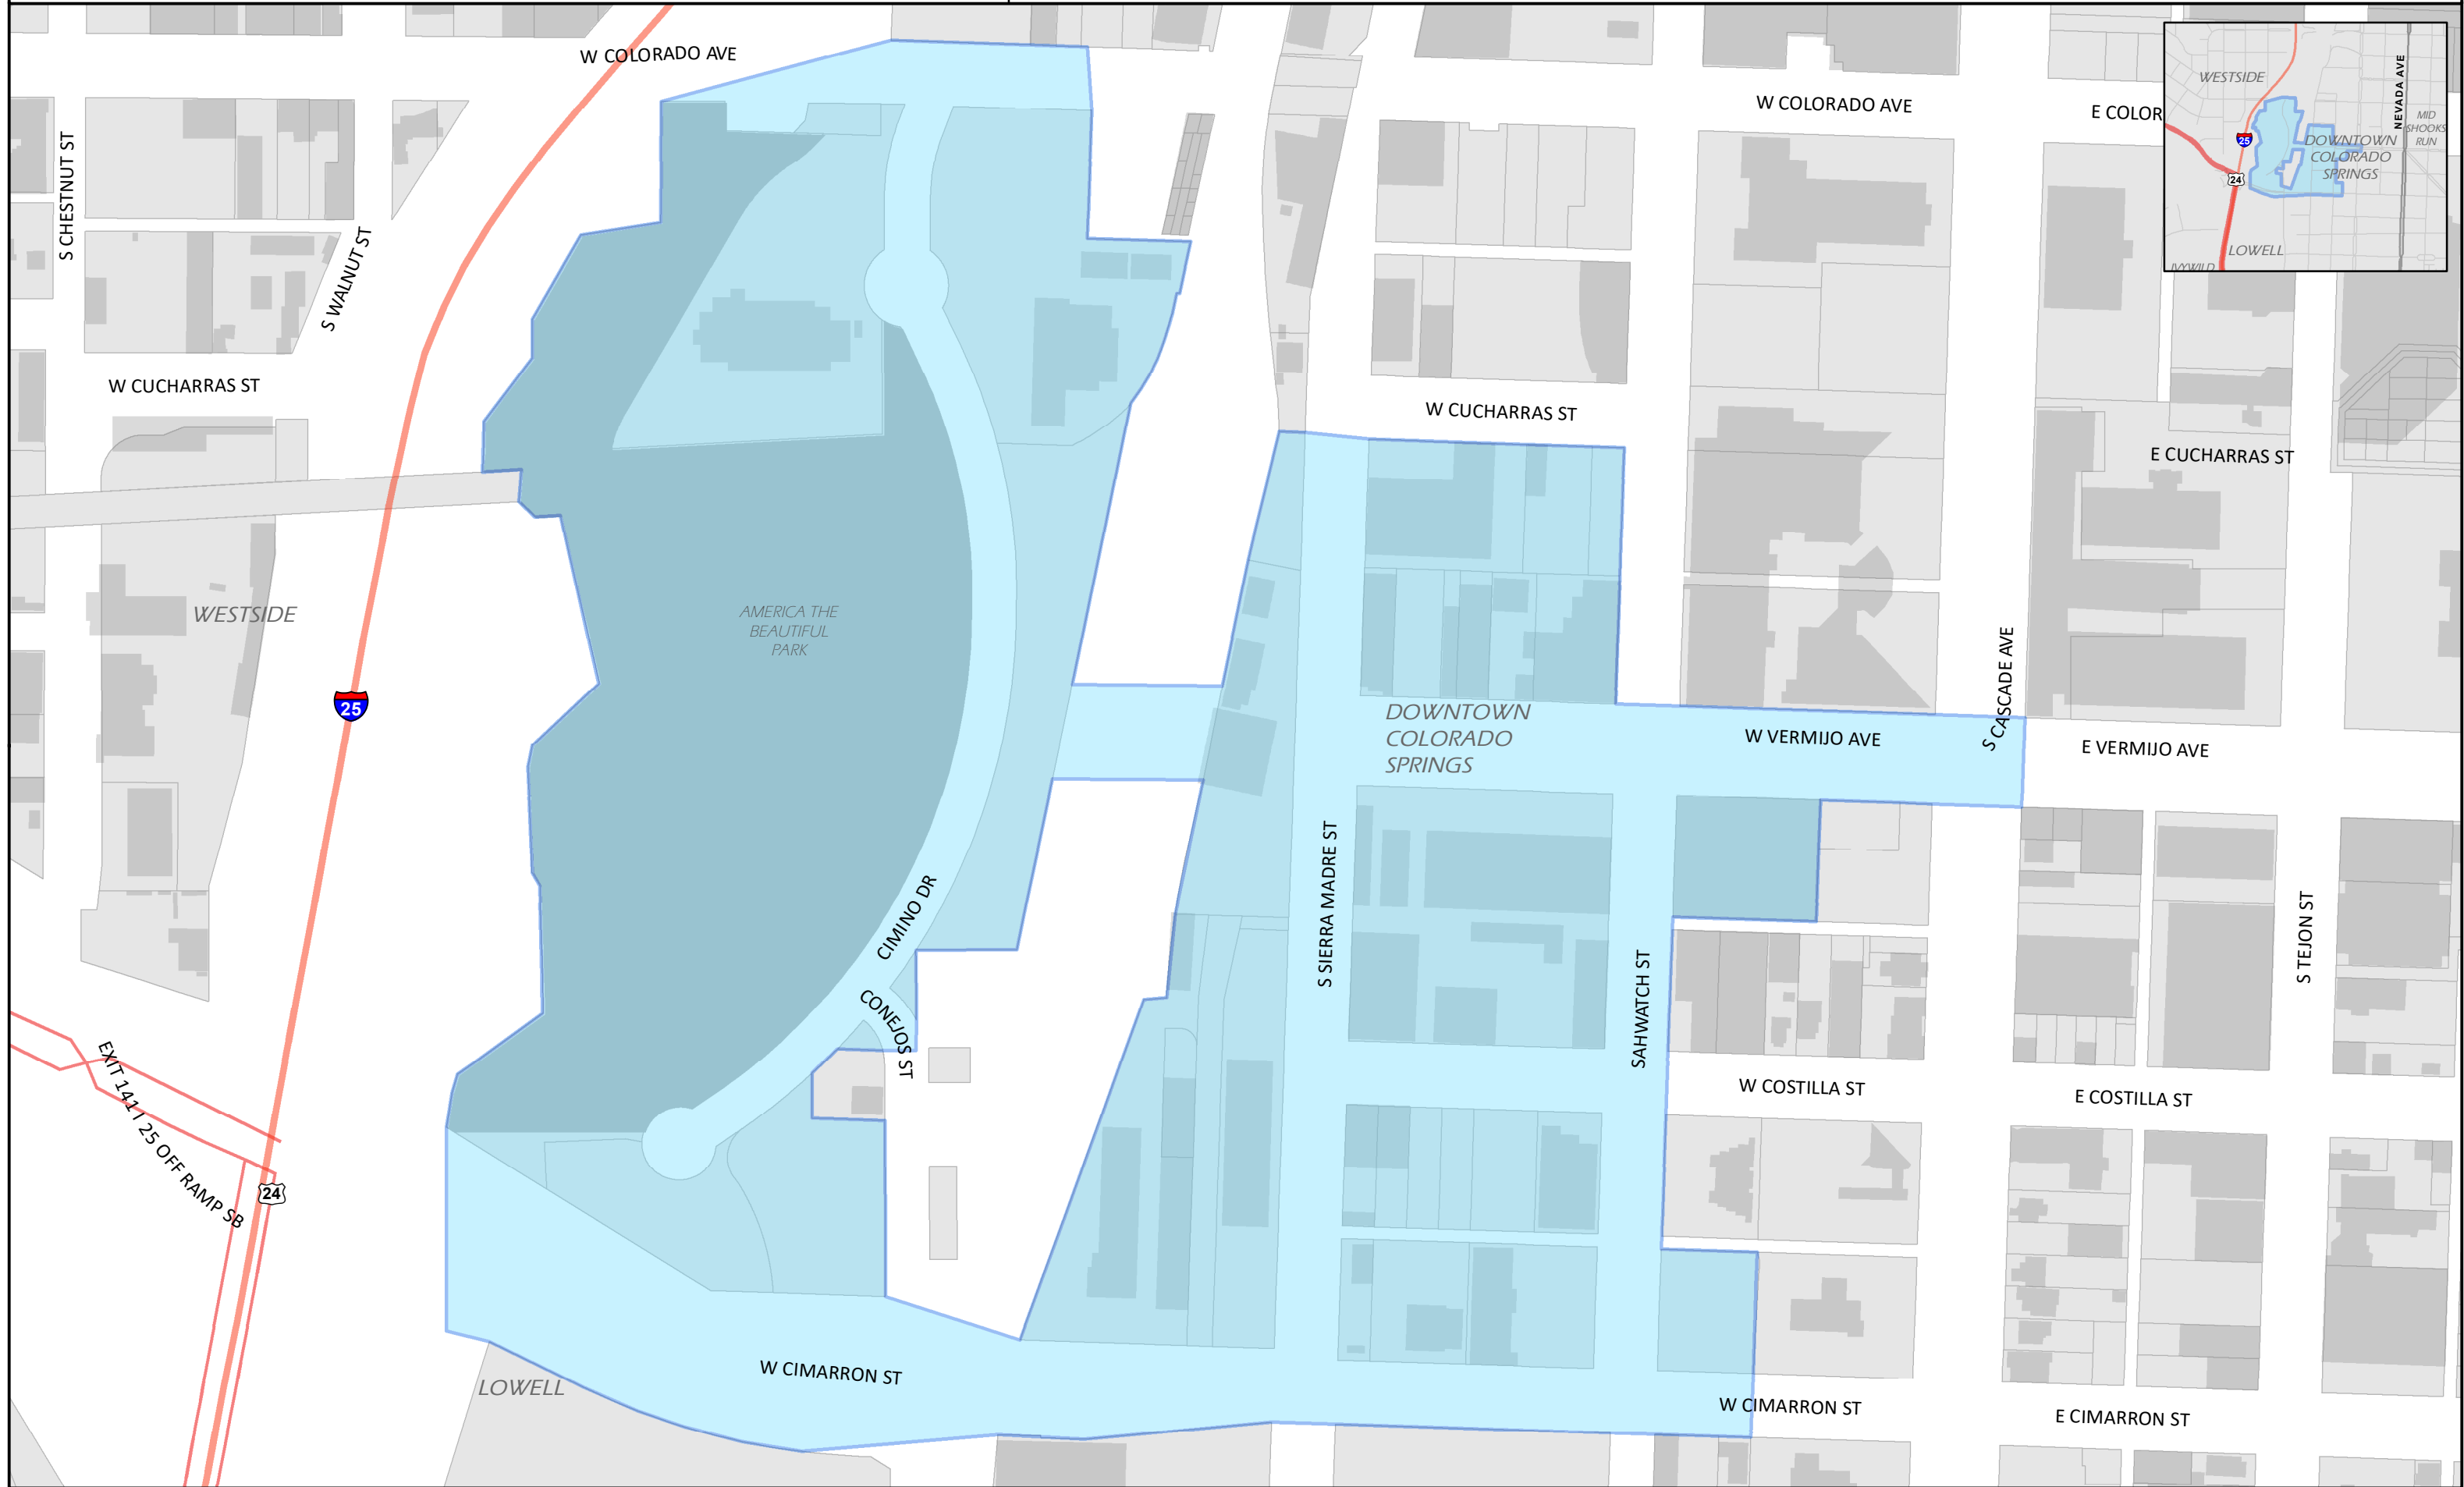 W COLORADO AVE
W COLORADO AVE
E COLOR
S CHESTNUT ST
S WALNUT ST
W CUCHARRAS ST
W CUCHARRAS ST
E CUCHARRAS ST
WESTSIDE
25
AMERICA THE
BEAUTIFUL
PARK
DOWNTOWN
COLORADO
SPRINGS
W VERMIJO AVE
S CASCADE AVE
E VERMIJO AVE
S SIERRA MADRE ST
CIMINO DR
CONEJOS ST
SAHWATCH ST
S TEJON ST
EXIT 141 I 25 OFF RAMP SB
24
W COSTILLA ST
E COSTILLA ST
LOWELL
W CIMARRON ST
W CIMARRON ST
E CIMARRON ST
WESTSIDE
NEVADA AVE
MID
SHOOKS
RUN
25
DOWNTOWN
COLORADO
SPRINGS
24
LOWELL
IVYWILD